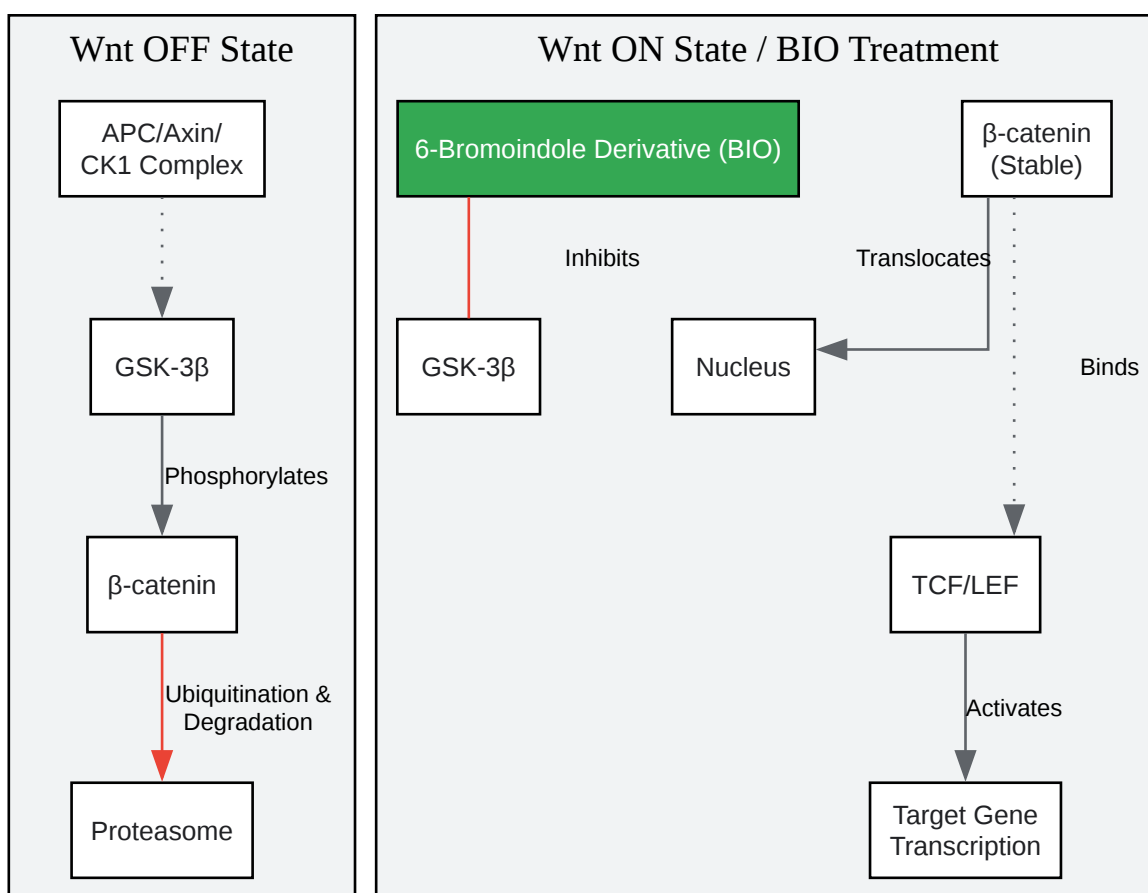 Wnt OFF State
APC/Axin/
CK1 Complex
GSK-3β
Phosphorylates
β-catenin
Ubiquitination &
Degradation
Proteasome
Wnt ON State / BIO Treatment
6-Bromoindole Derivative (BIO)
β-catenin
(Stable)
Inhibits
Translocates
GSK-3β
Nucleus
Binds
TCF/LEF
Activates
Target Gene
Transcription